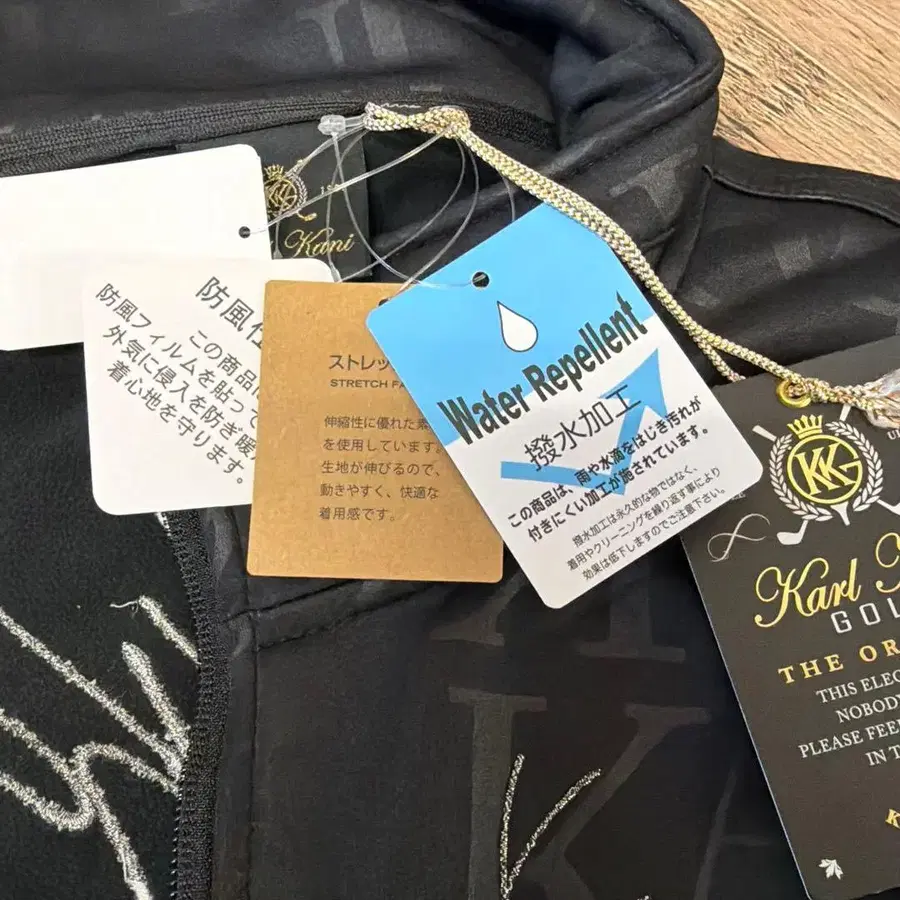 Kani
防風仕
この商品に
防風フィルムを貼って
外気に侵入を防ぎ暖
着心地を守ります。
ストレッ
STRETCH FA
伸縮性に優れた素
を使用しています。
生地が伸びるので、
動きやすく、快適な
着用感です。
Water Repellent
撥水加工
この商品は、雨や水滴をはじき汚れが
付きにくい加工が施されています。
撥水加工は永久的な物ではなく、
着用やクリーニングを繰り返す事により
効果は低下しますのでご注意下さい。
KK
Karl
GOL
THE OR
THIS ELEG
NOBODY
PLEASE FEEL
IN T
K